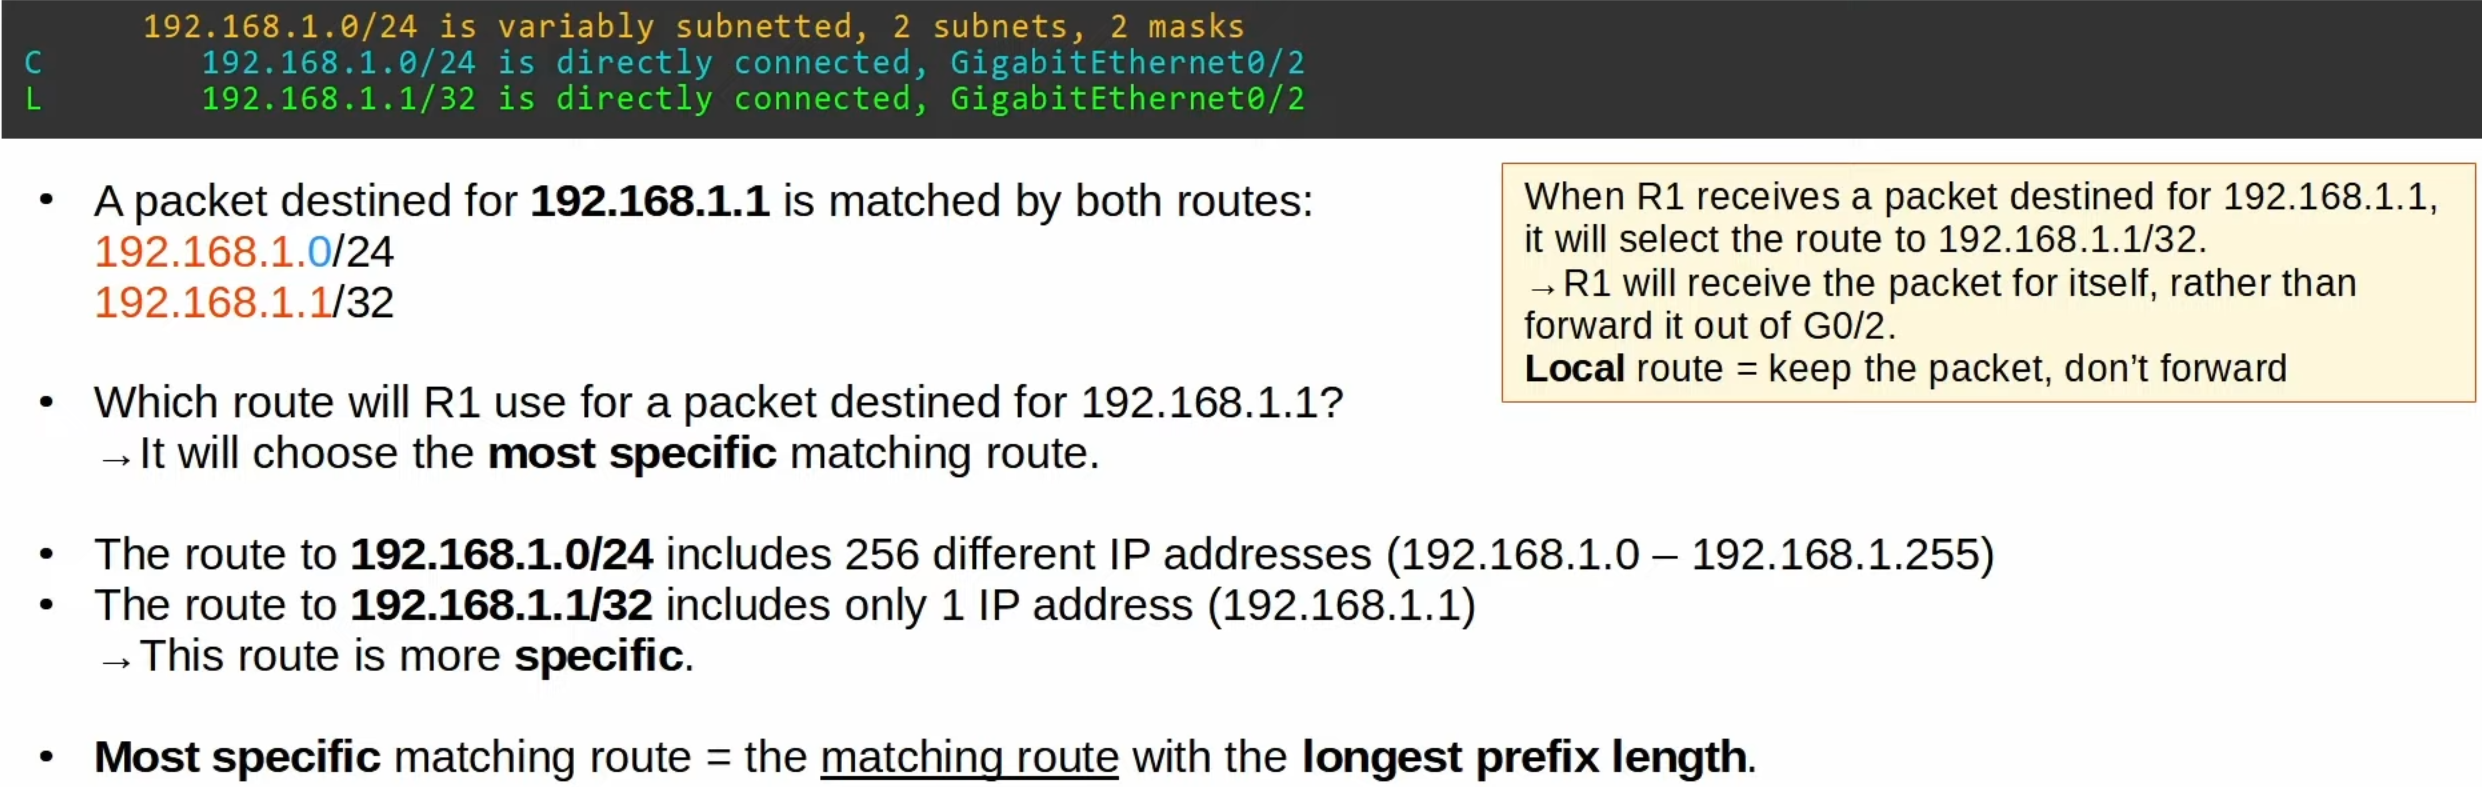 192.168.1.0/24 is variably subnetted, 2 subnets, 2 masks
C 192.168.1.0/24 is directly connected, GigabitEthernet0/2
L 192.168.1.1/32 is directly connected, GigabitEthernet0/2
• A packet destined for 192.168.1.1 is matched by both routes:
192.168.1.0/24
192.168.1.1/32
• Which route will R1 use for a packet destined for 192.168.1.1?
→It will choose the most specific matching route.
• The route to 192.168.1.0/24 includes 256 different IP addresses (192.168.1.0 – 192.168.1.255)
• The route to 192.168.1.1/32 includes only 1 IP address (192.168.1.1)
→This route is more specific.
• Most specific matching route = the matching route with the longest prefix length.
When R1 receives a packet destined for 192.168.1.1,
it will select the route to 192.168.1.1/32.
→R1 will receive the packet for itself, rather than
forward it out of G0/2.
Local route = keep the packet, don’t forward